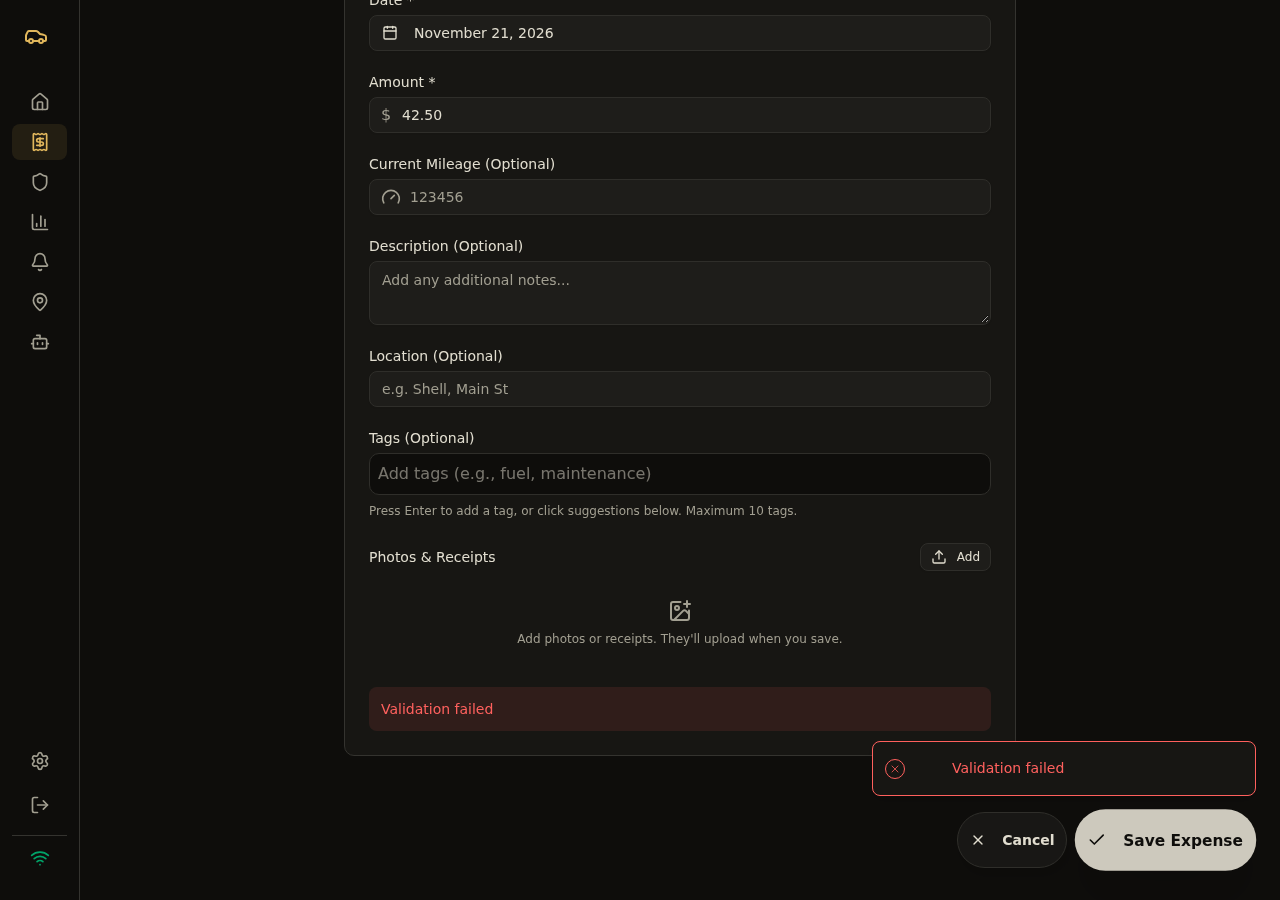 Date *
November 21, 2026
Amount *
$ 42.50
Current Mileage (Optional)
123456
Description (Optional)
Add any additional notes...
Location (Optional)
e.g. Shell, Main St
Tags (Optional)
Add tags (e.g., fuel, maintenance)
Press Enter to add a tag, or click suggestions below. Maximum 10 tags.
Photos & Receipts
Add
Add photos or receipts. They'll upload when you save.
Validation failed
Validation failed
Cancel
Save Expense